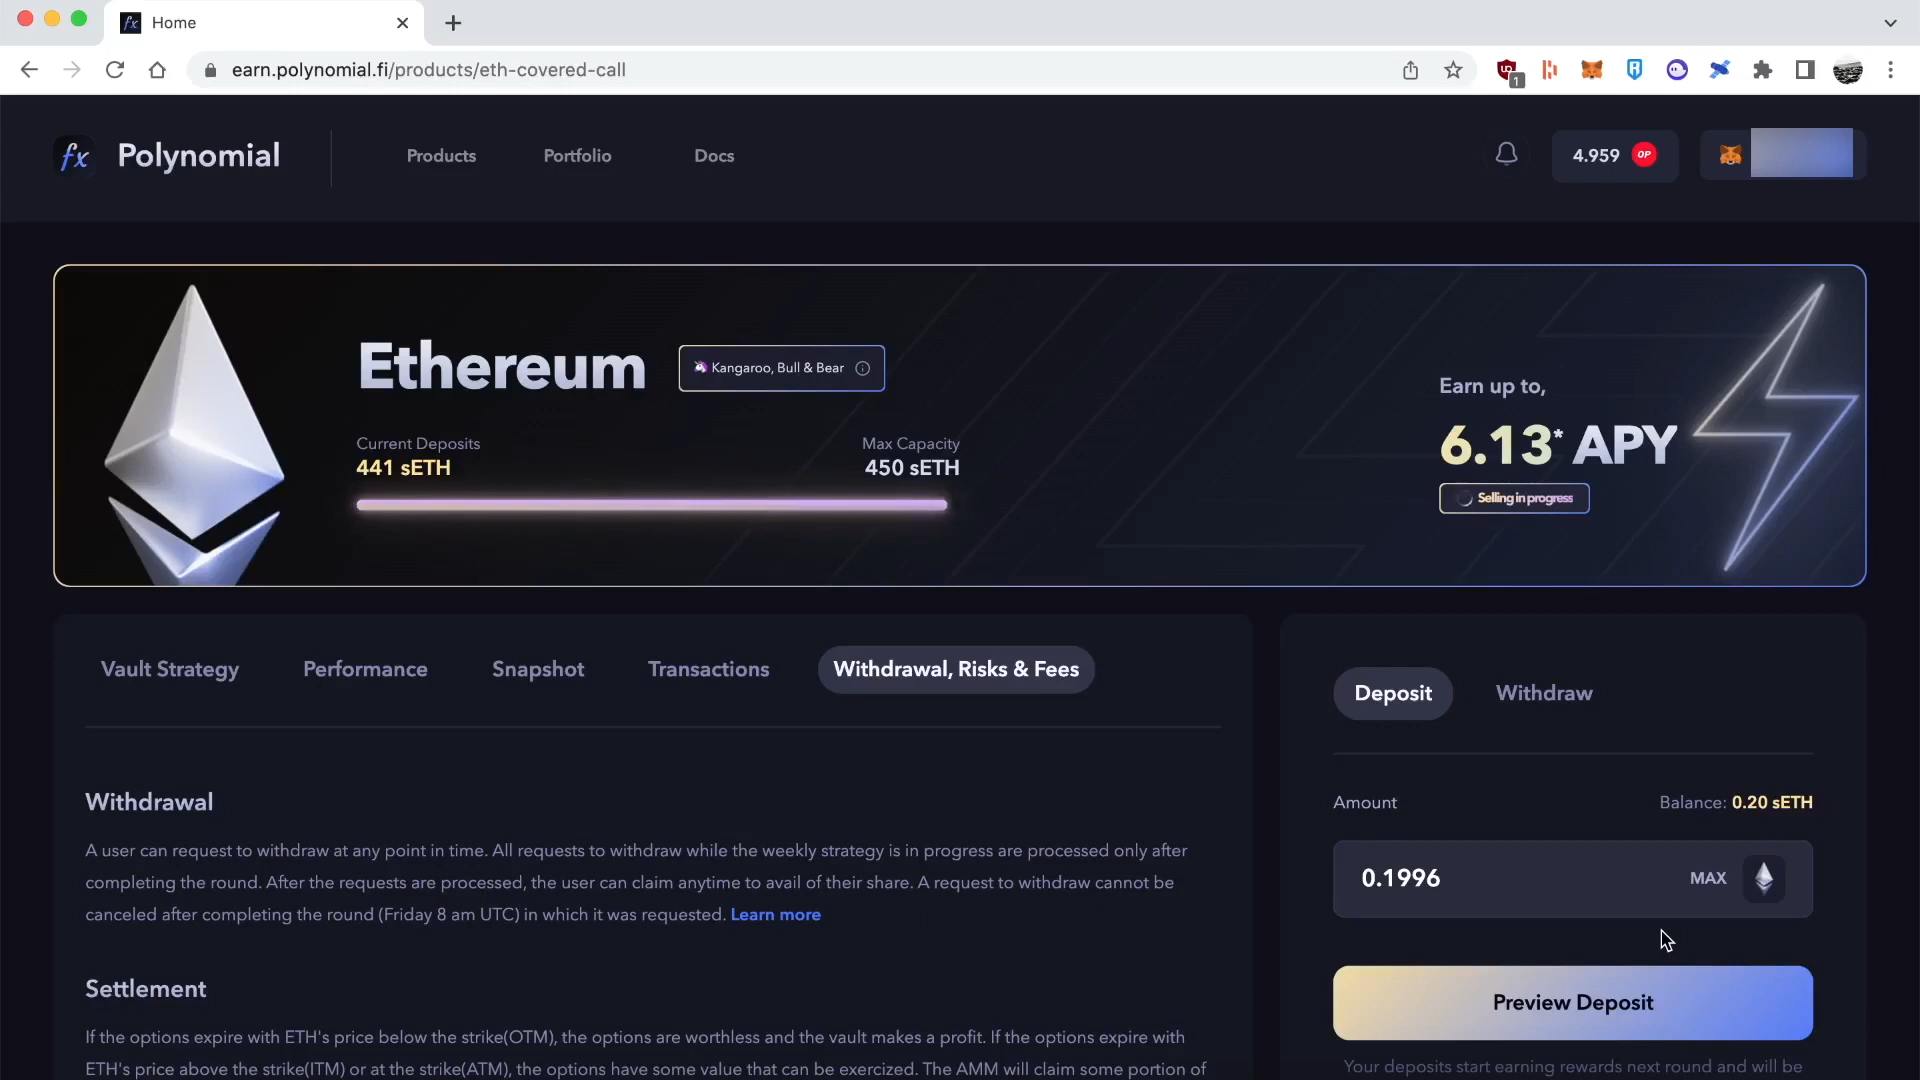 Home
earn.polynomial.fi/products/eth-covered-call
1
fx Polynomial
Products
Portfolio
Docs
4.959 OP
Ethereum
Kangaroo, Bull & Bear
Current Deposits
441 sETH
Max Capacity
450 sETH
Earn up to,
6.13* APY
Selling in progress
Vault Strategy
Performance
Snapshot
Transactions
Withdrawal, Risks & Fees
Withdrawal
A user can request to withdraw at any point in time. All requests to withdraw while the weekly strategy is in progress are processed only after
completing the round. After the requests are processed, the user can claim anytime to avail of their share. A request to withdraw cannot be
canceled after completing the round (Friday 8 am UTC) in which it was requested. Learn more
Settlement
If the options expire with ETH's price below the strike(OTM), the options are worthless and the vault makes a profit. If the options expire with
ETH's price above the strike(ITM) or at the strike(ATM), the options have some value that can be exercized. The AMM will claim some portion of
Deposit
Withdraw
Amount
Balance: 0.20 sETH
0.1996
MAX
Preview Deposit
Your deposits start earning rewards next round and will be